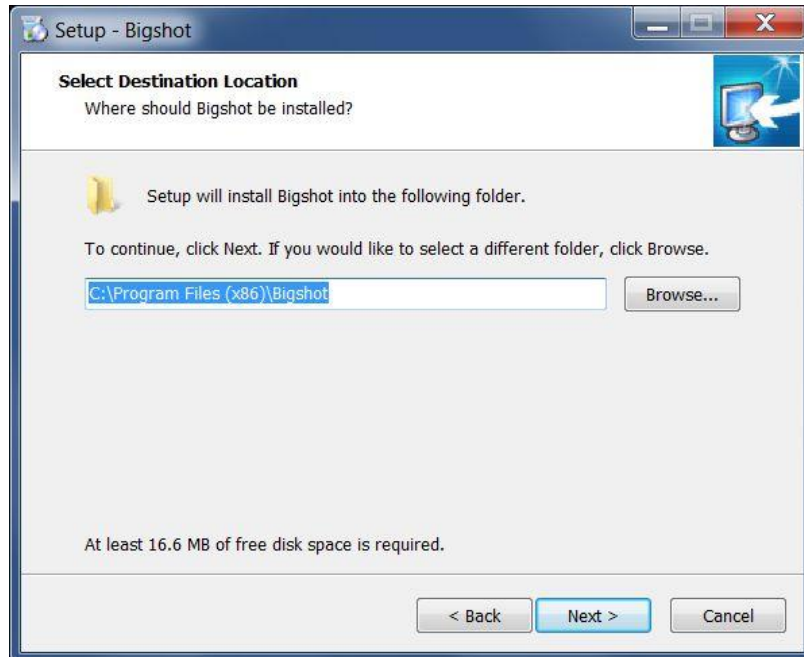 Setup - Bigshot
Select Destination Location
Where should Bigshot be installed?
Setup will install Bigshot into the following folder.
To continue, click Next. If you would like to select a different folder, click Browse.
C:\Program Files (x86)\Bigshot
Browse...
At least 16.6 MB of free disk space is required.
< Back Next > Cancel